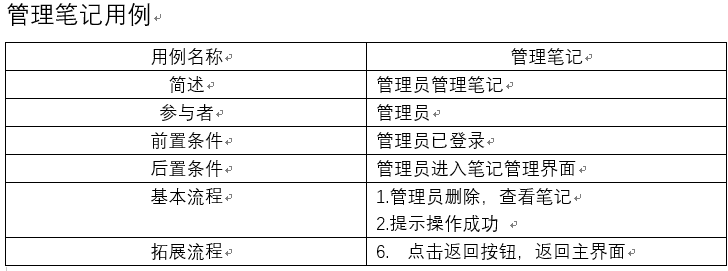 管理笔记用例
用例名称 管理笔记
简述 管理员管理笔记
参与者 管理员
前置条件 管理员已登录
后置条件 管理员进入笔记管理界面
基本流程 1.管理员删除，查看笔记
2.提示操作成功
拓展流程 6. 点击返回按钮，返回主界面